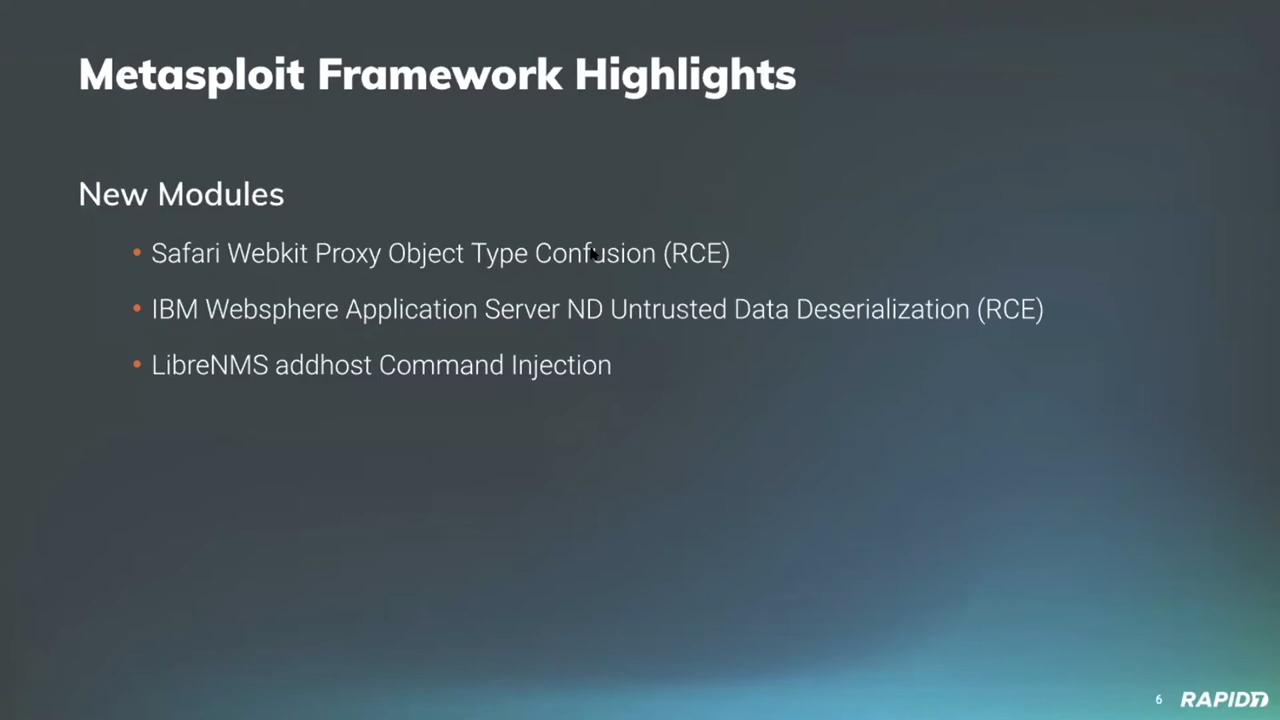 Metasploit Framework Highlights
New Modules
• Safari Webkit Proxy Object Type Confusion (RCE)
• IBM Websphere Application Server ND Untrusted Data Deserialization (RCE)
• LibreNMS addhost Command Injection
6 RAPID7